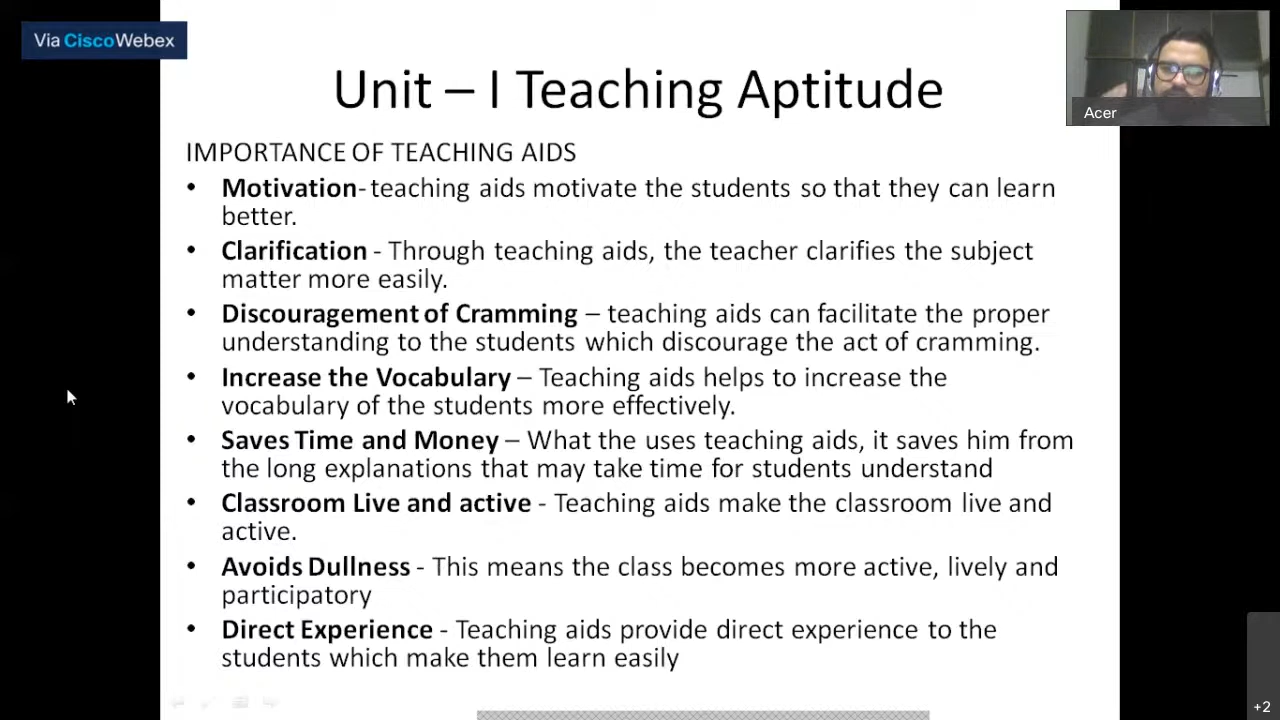 Via CiscoWebex
Acer
Unit – I Teaching Aptitude
IMPORTANCE OF TEACHING AIDS
• Motivation- teaching aids motivate the students so that they can learn
better.
• Clarification - Through teaching aids, the teacher clarifies the subject
matter more easily.
• Discouragement of Cramming – teaching aids can facilitate the proper
understanding to the students which discourage the act of cramming.
• Increase the Vocabulary – Teaching aids helps to increase the
vocabulary of the students more effectively.
• Saves Time and Money – What the uses teaching aids, it saves him from
the long explanations that may take time for students understand
• Classroom Live and active - Teaching aids make the classroom live and
active.
• Avoids Dullness - This means the class becomes more active, lively and
participatory
• Direct Experience - Teaching aids provide direct experience to the
students which make them learn easily
+2